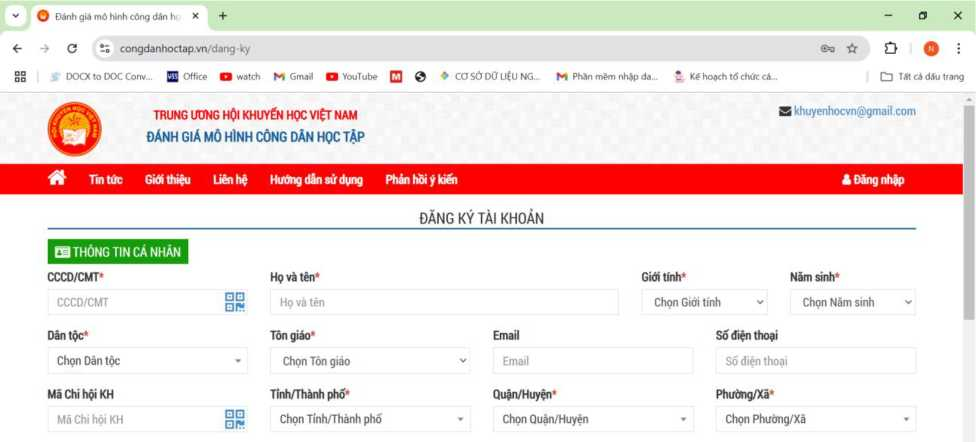 Đánh giá mô hình công dân họ
congdanhoctap.vn/dang-ky
N
DOCX to DOC Conv... Office watch Gmail YouTube CƠ SỞ DỮ LIỆU NG... Phần mềm nhập da... Kế hoạch tổ chức cá... Tất cả dấu trang
TRUNG ƯƠNG HỘI KHUYẾN HỌC VIỆT NAM
khuyenhocvn@gmail.com
ĐÁNH GIÁ MÔ HÌNH CÔNG DÂN HỌC TẬP
Tin tức Giới thiệu Liên hệ Hướng dẫn sử dụng Phản hồi ý kiến Đăng nhập
ĐĂNG KÝ TÀI KHOẢN
THÔNG TIN CÁ NHÂN
CCCD/CMT* Họ và tên* Giới tính* Năm sinh*
CCCD/CMT Họ và tên Chọn Giới tính Chọn Năm sinh
Dân tộc* Tôn giáo* Email Số điện thoại
Chọn Dân tộc Chọn Tôn giáo Email Số điện thoại
Mã Chi hội KH Tỉnh/Thành phố* Quận/Huyện* Phường/Xã*
Mã Chi hội KH Chọn Tỉnh/Thành phố Chọn Quận/Huyện Chọn Phường/Xã